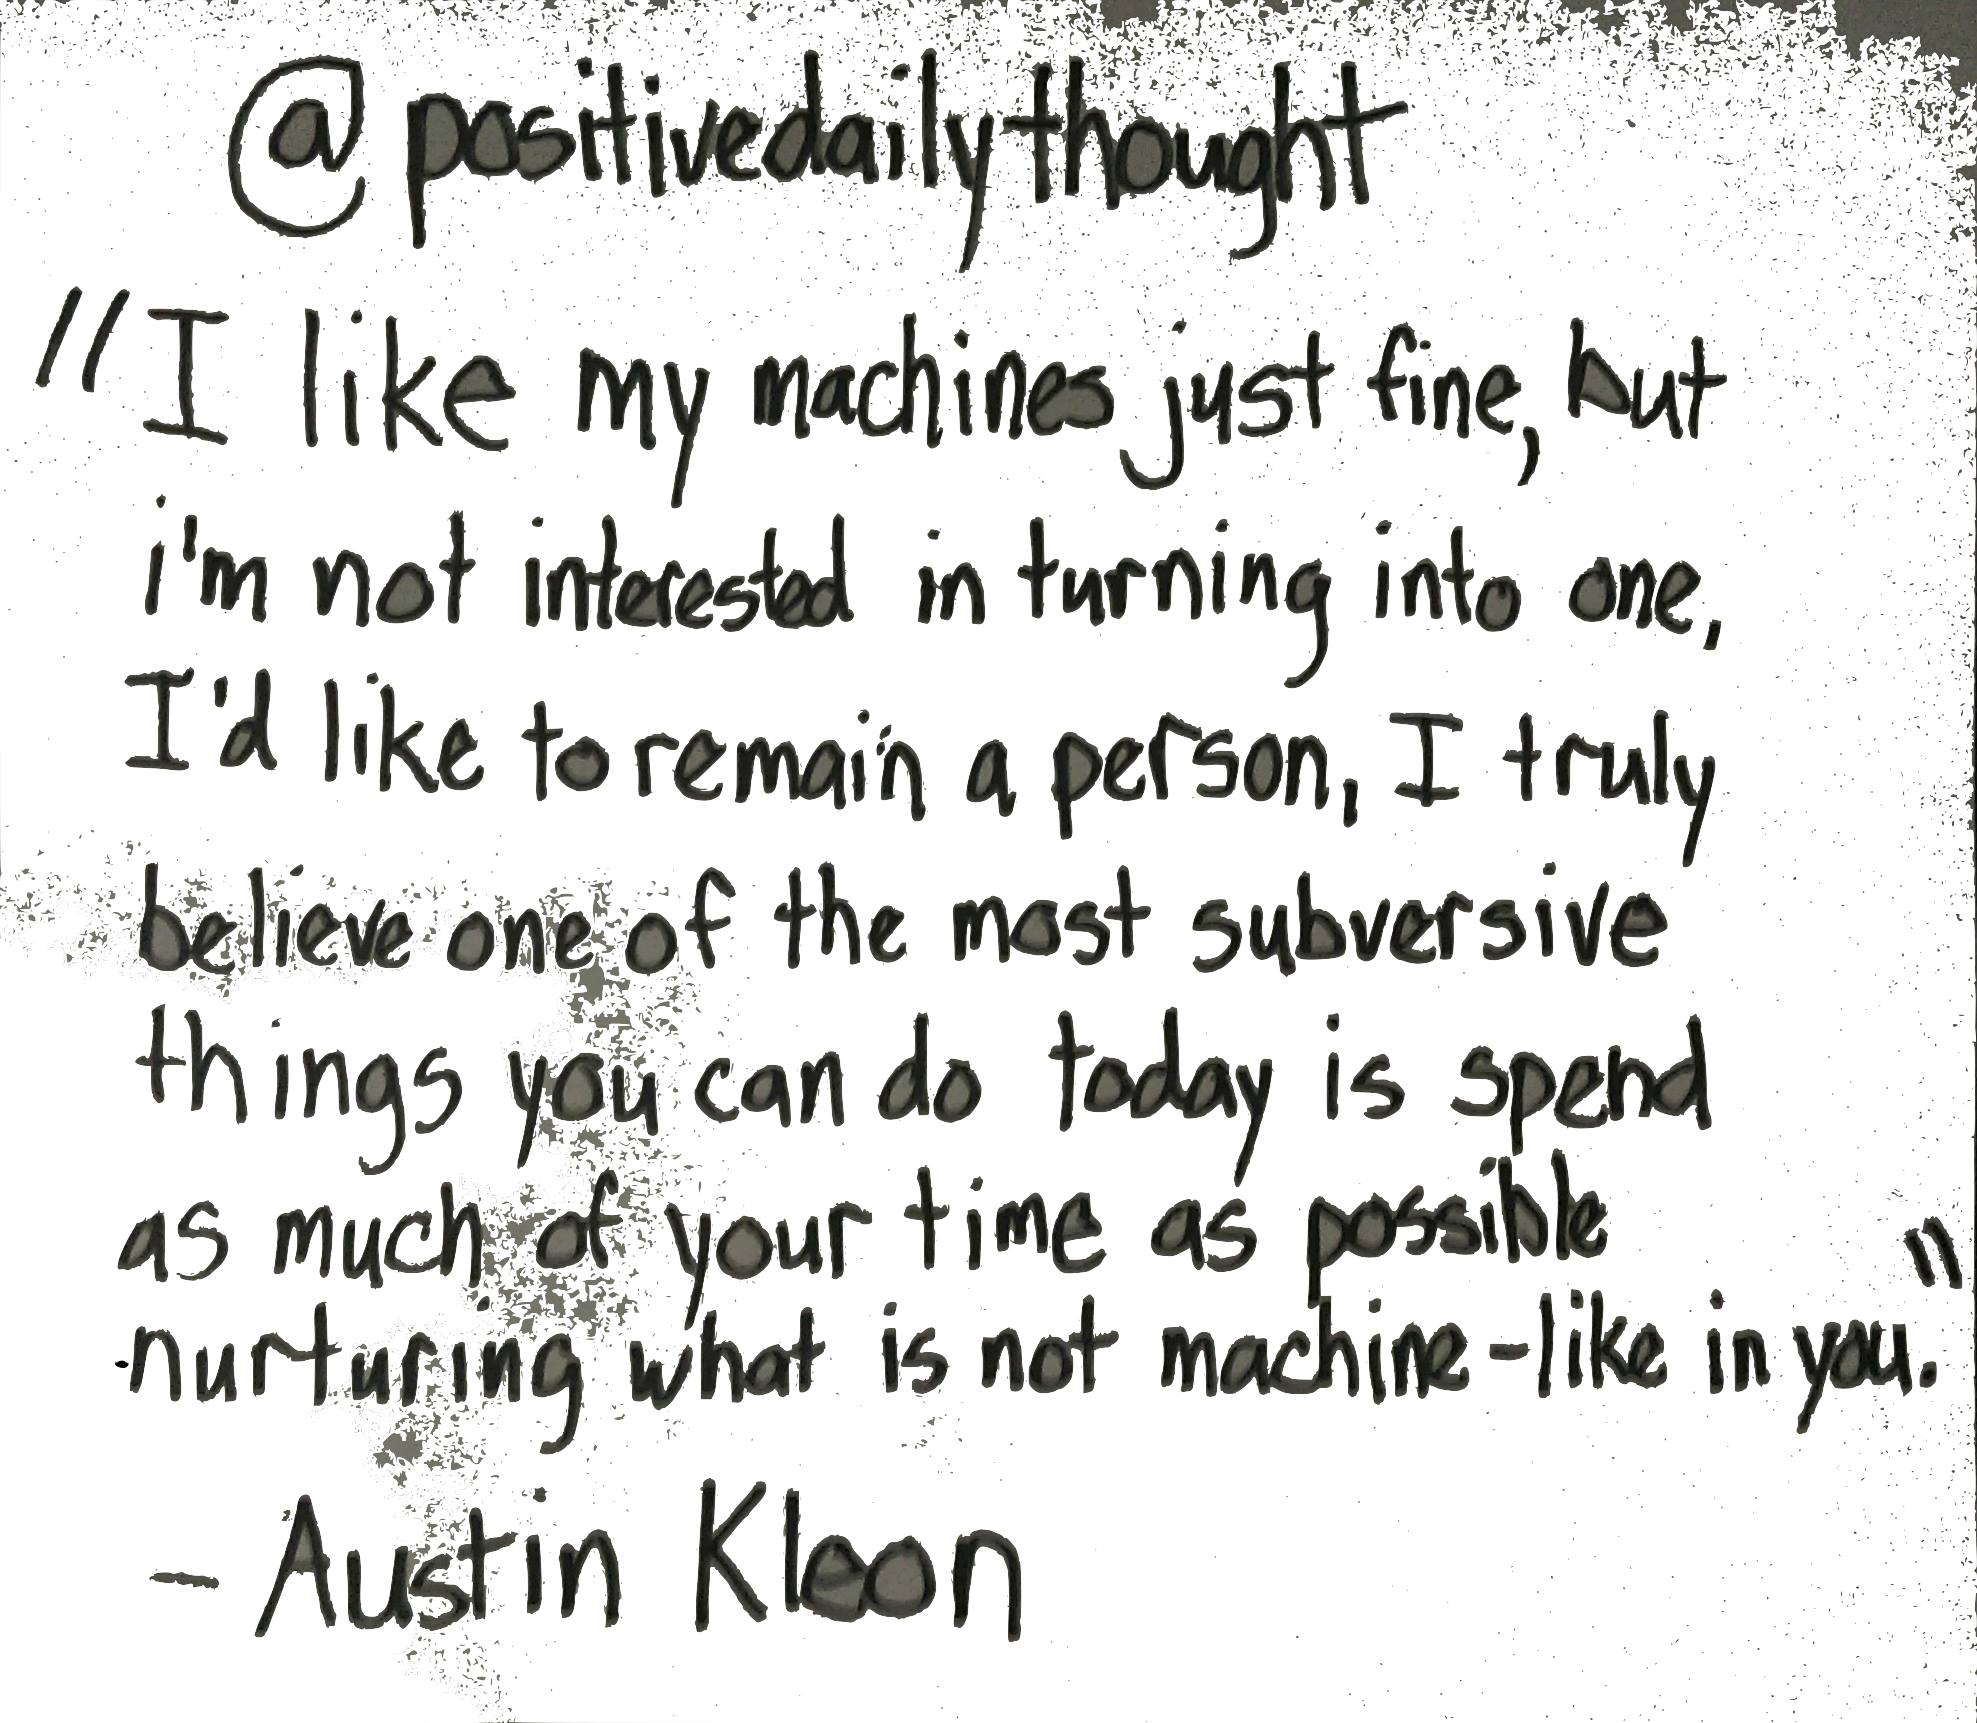 @positivedailythought
"I like my machines just fine, but
i'm not interested in turning into one,
I'd like to remain a person, I truly
believe one of the most subversive
things you can do today is spend
as much of your time as possible
nurturing what is not machine-like in you."
- Austin Kleon